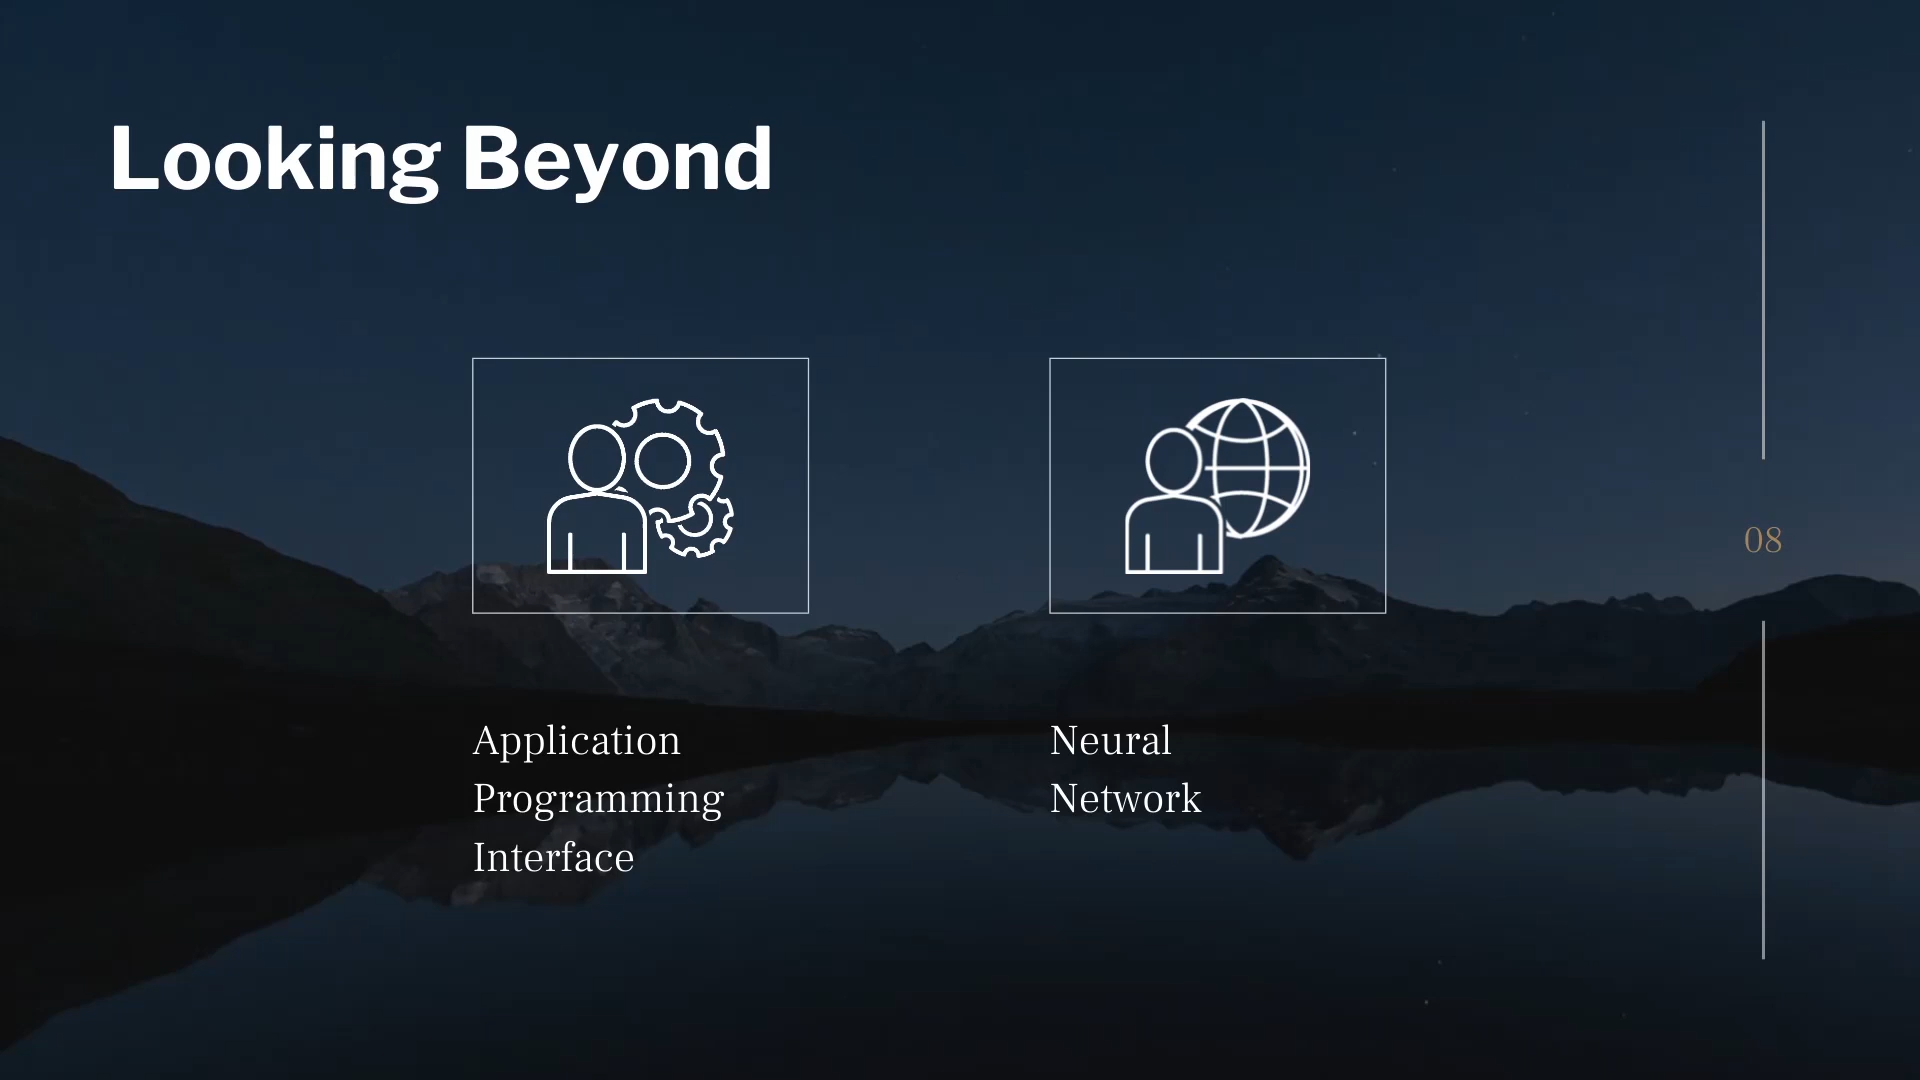 Looking Beyond
08
Application
Programming
Interface
Neural
Network